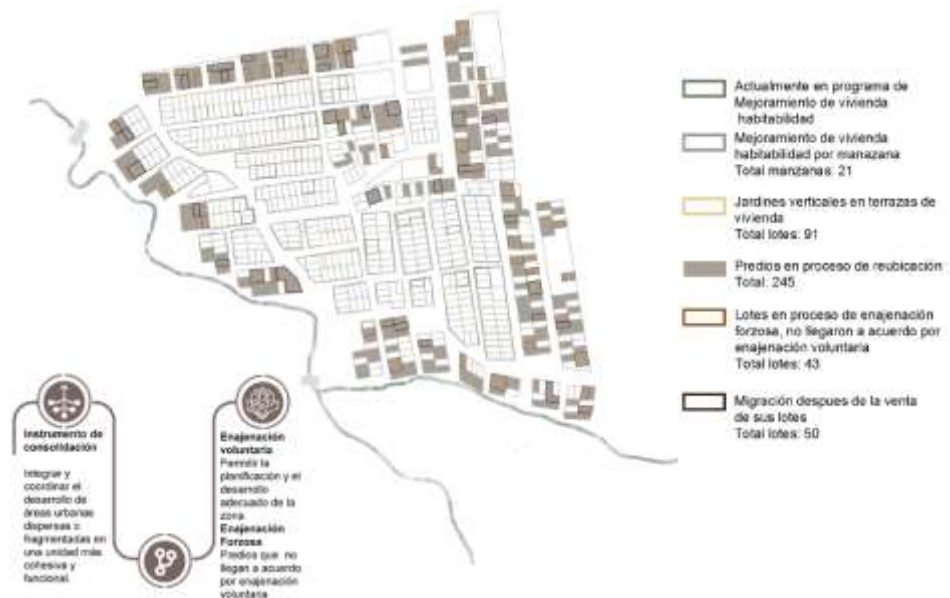 Actualmente en programa de
Mejoramiento de vivienda
habitabilidad
Mejoramiento de vivienda
habitabilidad por manazana
Total manzanas: 21
Jardines verticales en terrazas de
vivienda
Total lotes: 91
Predios en proceso de reubicación
Total: 245
Lotes en proceso de enajenación
forzosa, no llegaron a acuerdo por
enajenación voluntaria
Total lotes: 43
Migración despues de la venta
de sus lotes
Total lotes: 50
Instrumento de
consolidación
Integrar y
coordinar el
desarrollo de
áreas urbanas
dispersas o
fragmentadas en
una unidad más
cohesiva y
funcional.
Enajenación
voluntaria
Permitir la
planificación y el
desarrollo
adecuado de la
zona
Enajenación
Forzosa
Predios que no
llegan a acuerdo
por enajenación
voluntaria